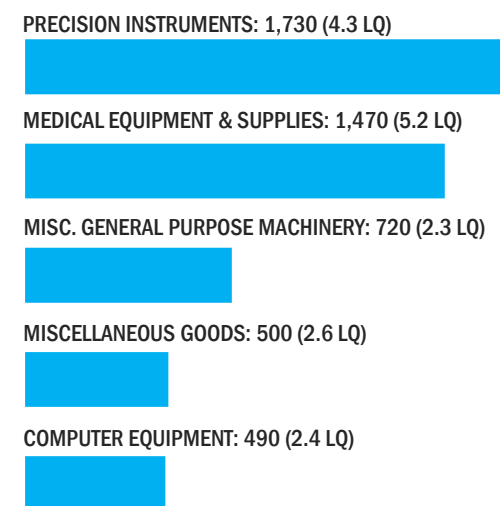 PRECISION INSTRUMENTS: 1,730 (4.3 LQ)
MEDICAL EQUIPMENT & SUPPLIES: 1,470 (5.2 LQ)
MISC. GENERAL PURPOSE MACHINERY: 720 (2.3 LQ)
MISCELLANEOUS GOODS: 500 (2.6 LQ)
COMPUTER EQUIPMENT: 490 (2.4 LQ)